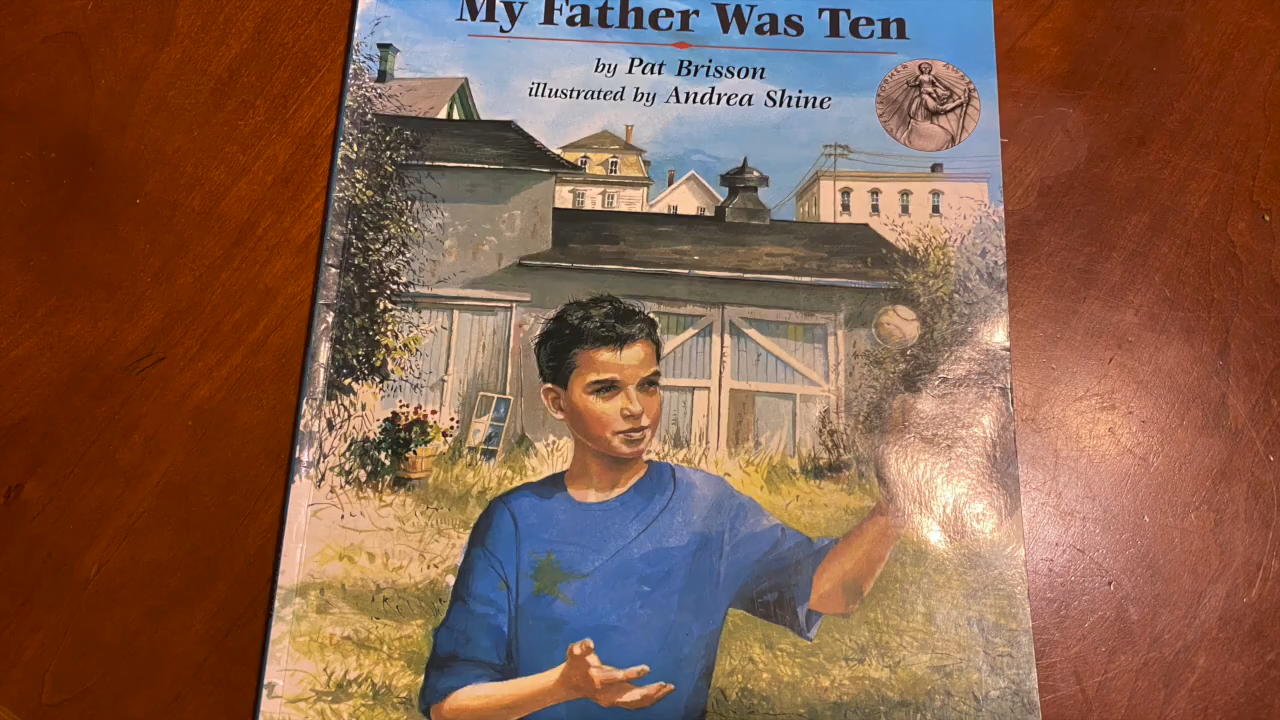 My Father Was Ten
by Pat Brisson
illustrated by Andrea Shine